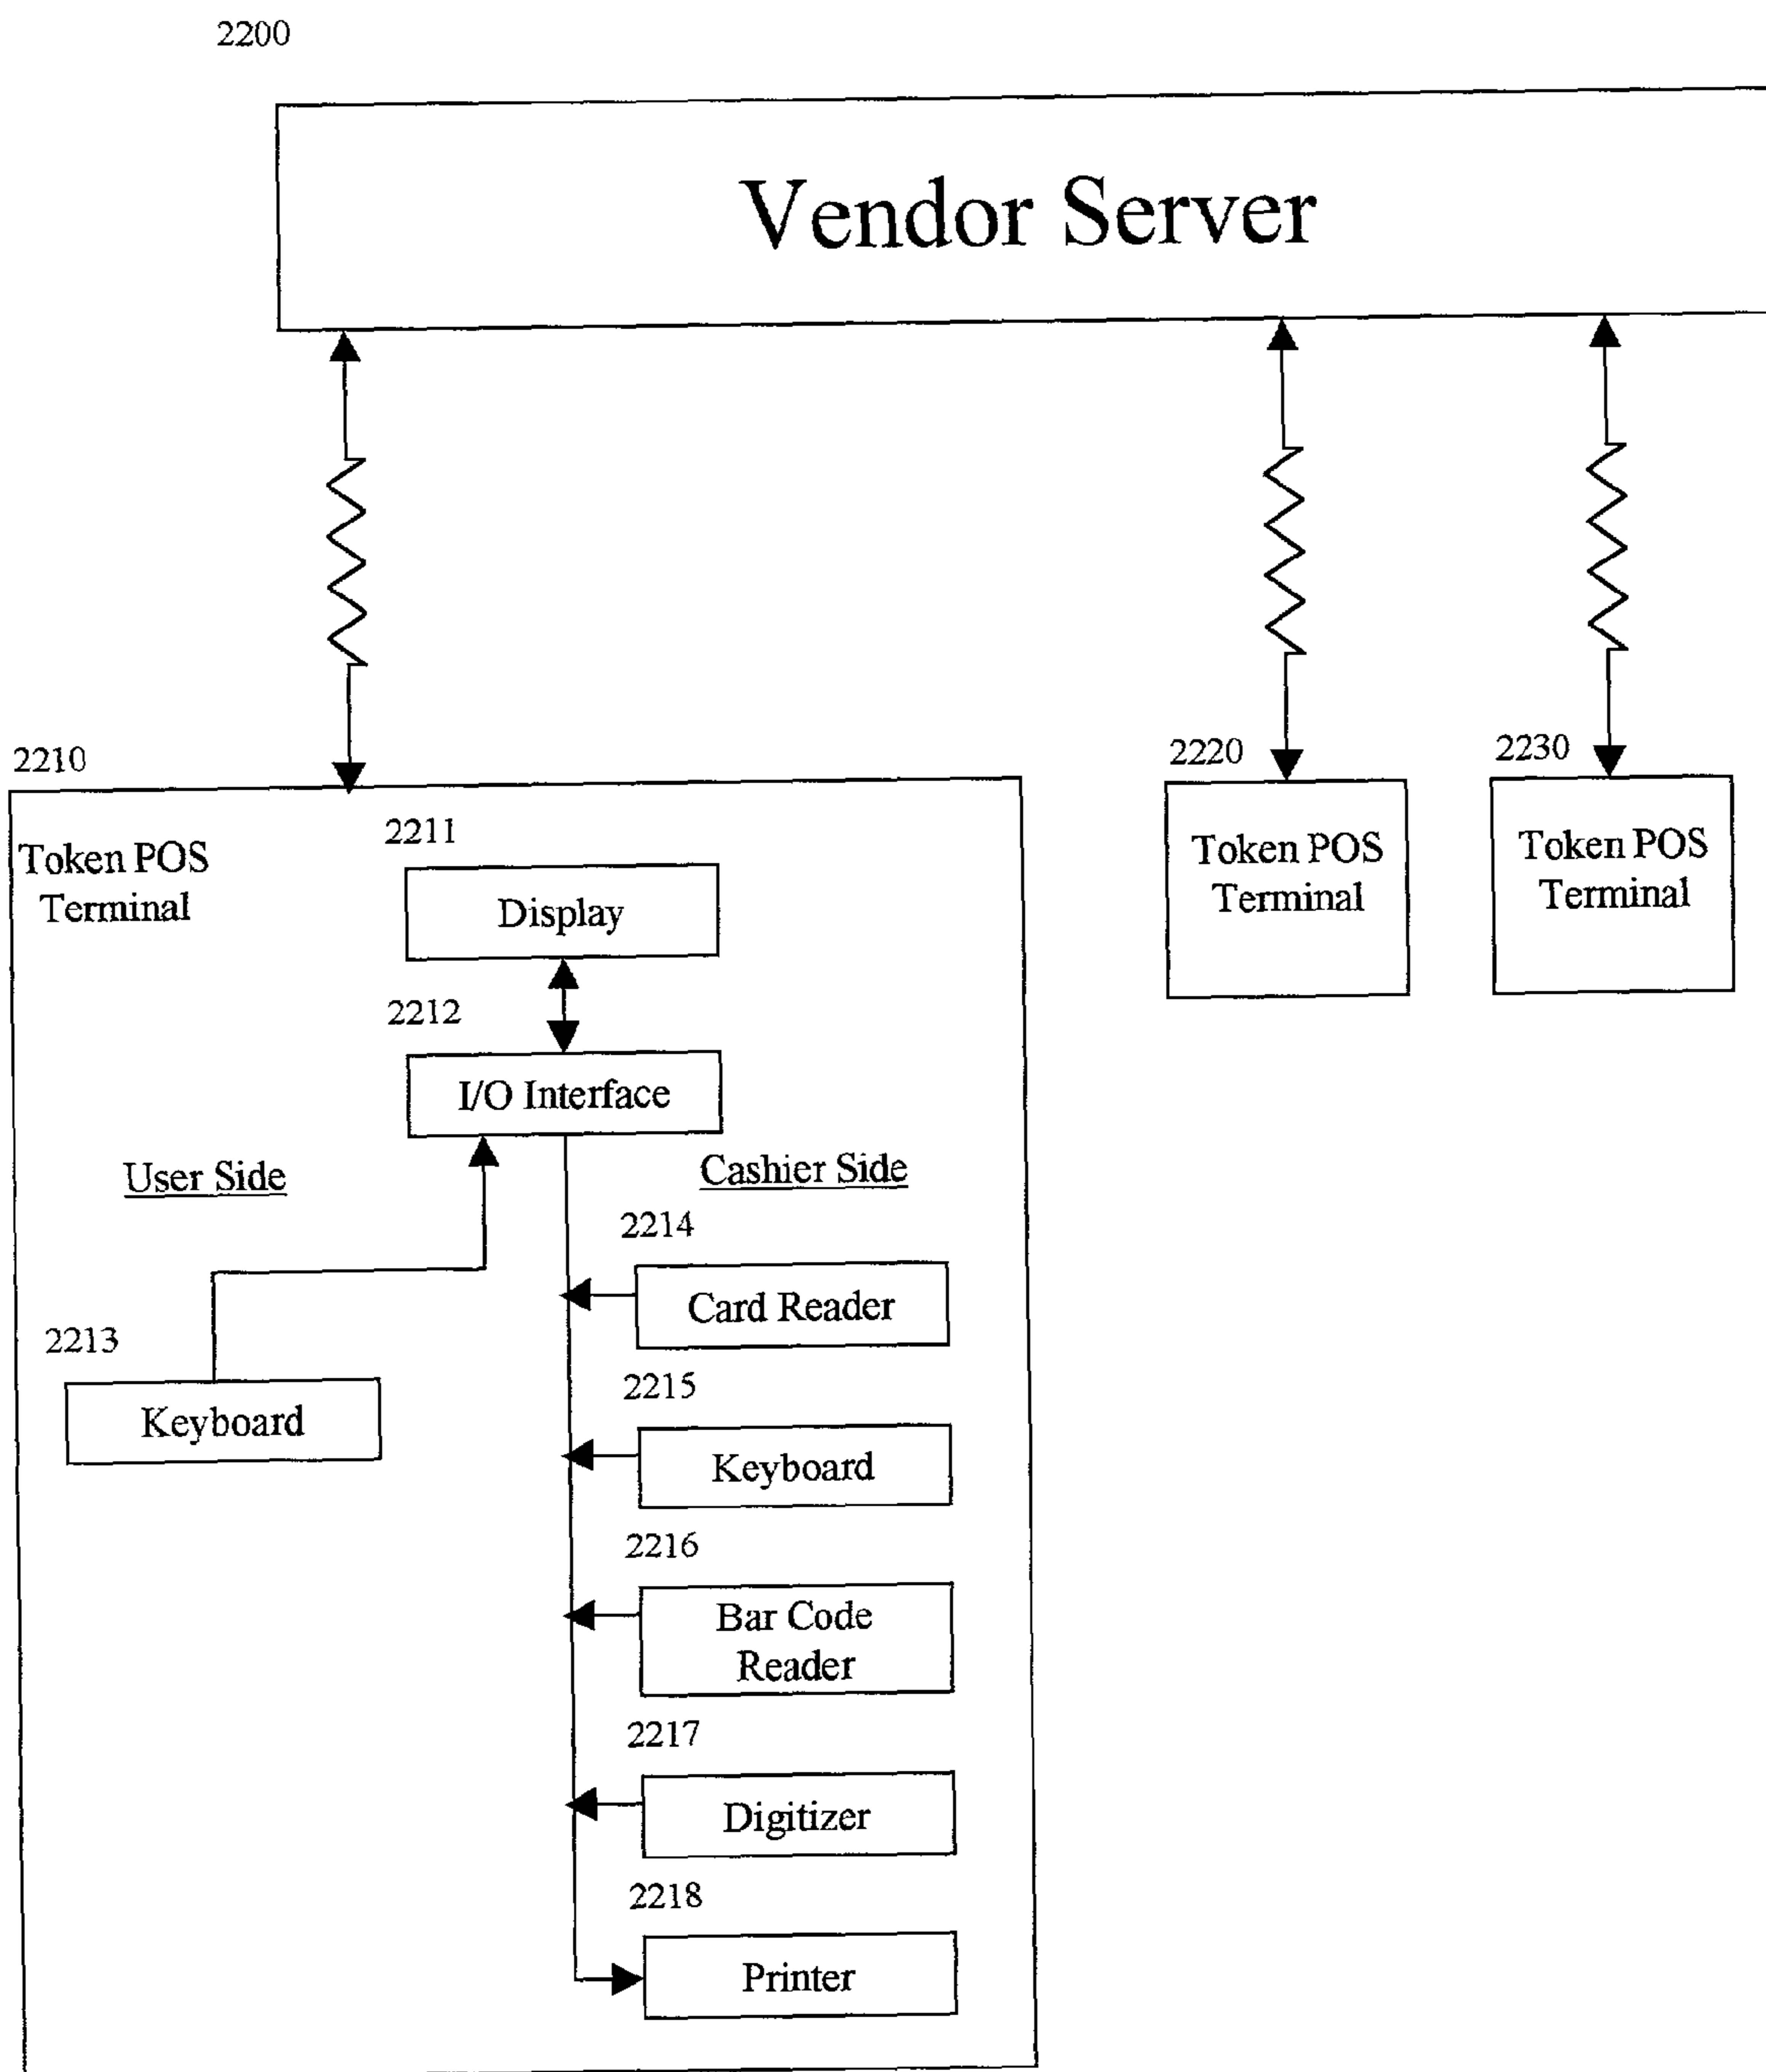 2200
Vendor Server
2210
2220
2230
Token POS
Terminal
2211
Display
Token POS
Terminal
Token POS
Terminal
2212
I/O Interface
User Side
Cashier Side
2214
Card Reader
2213
Keyboard
2215
Keyboard
2216
Bar Code
Reader
2217
Digitizer
2218
Printer